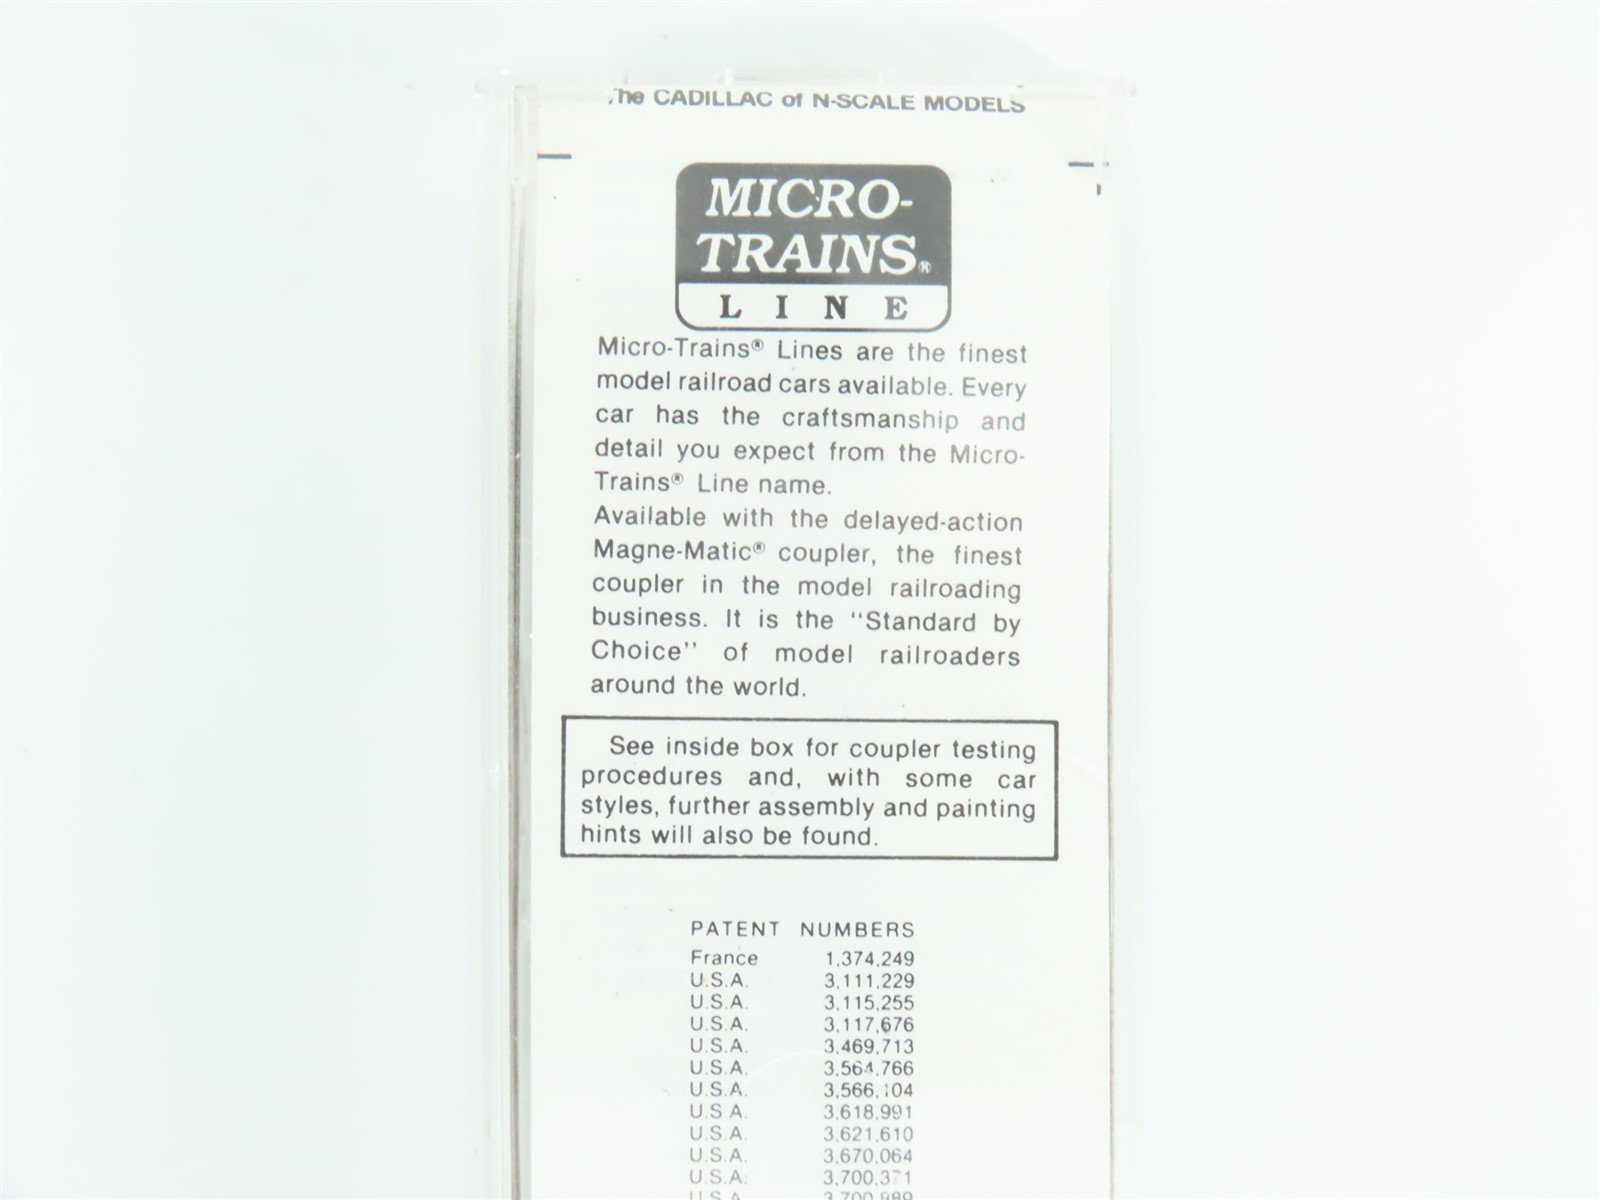 The CADILLAC of N-SCALE MODELS
MICRO-
TRAINS®
LINE
Micro-Trains® Lines are the finest
model railroad cars available. Every
car has the craftsmanship and
detail you expect from the Micro-
Trains® Line name.
Available with the delayed-action
Magne-Matic® coupler, the finest
coupler in the model railroading
business. It is the "Standard by
Choice" of model railroaders
around the world.
See inside box for coupler testing
procedures and, with some car
styles, further assembly and painting
hints will also be found.
PATENT NUMBERS
France 1,374,249
U.S.A. 3,111,229
U.S.A. 3,115,255
U.S.A. 3,117,676
U.S.A. 3,469,713
U.S.A. 3,564,766
U.S.A. 3,566,104
U.S.A. 3,618,991
U.S.A. 3,621,610
U.S.A. 3,670,064
U.S.A. 3,700,371
U.S.A.